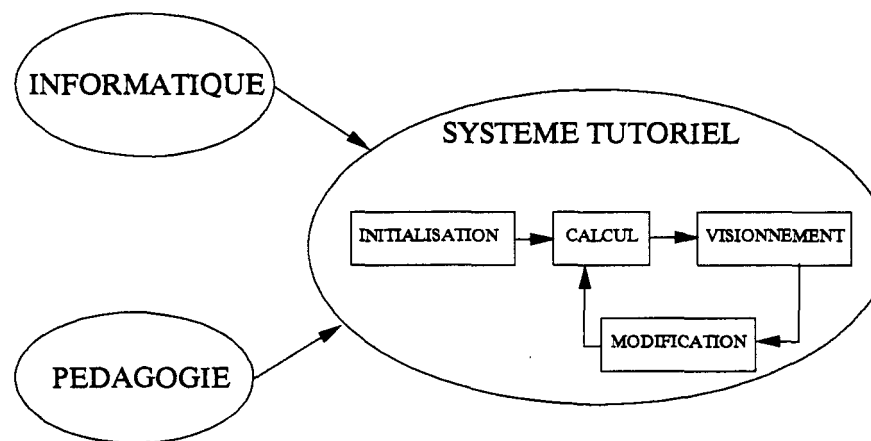 INFORMATIQUE
SYSTEME TUTORIEL
INITIALISATION
CALCUL
VISIONNEMENT
MODIFICATION
PEDAGOGIE